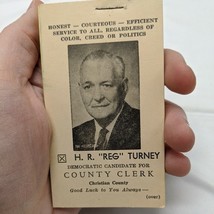 HONEST — COURTEOUS — EFFICIENT
SERVICE TO ALL, REGARDLESS OF
COLOR, CREED OR POLITICS
H. R. "REG" TURNEY
DEMOCRATIC CANDIDATE FOR
COUNTY CLERK
Christian County
Good Luck to You Always—
(over)